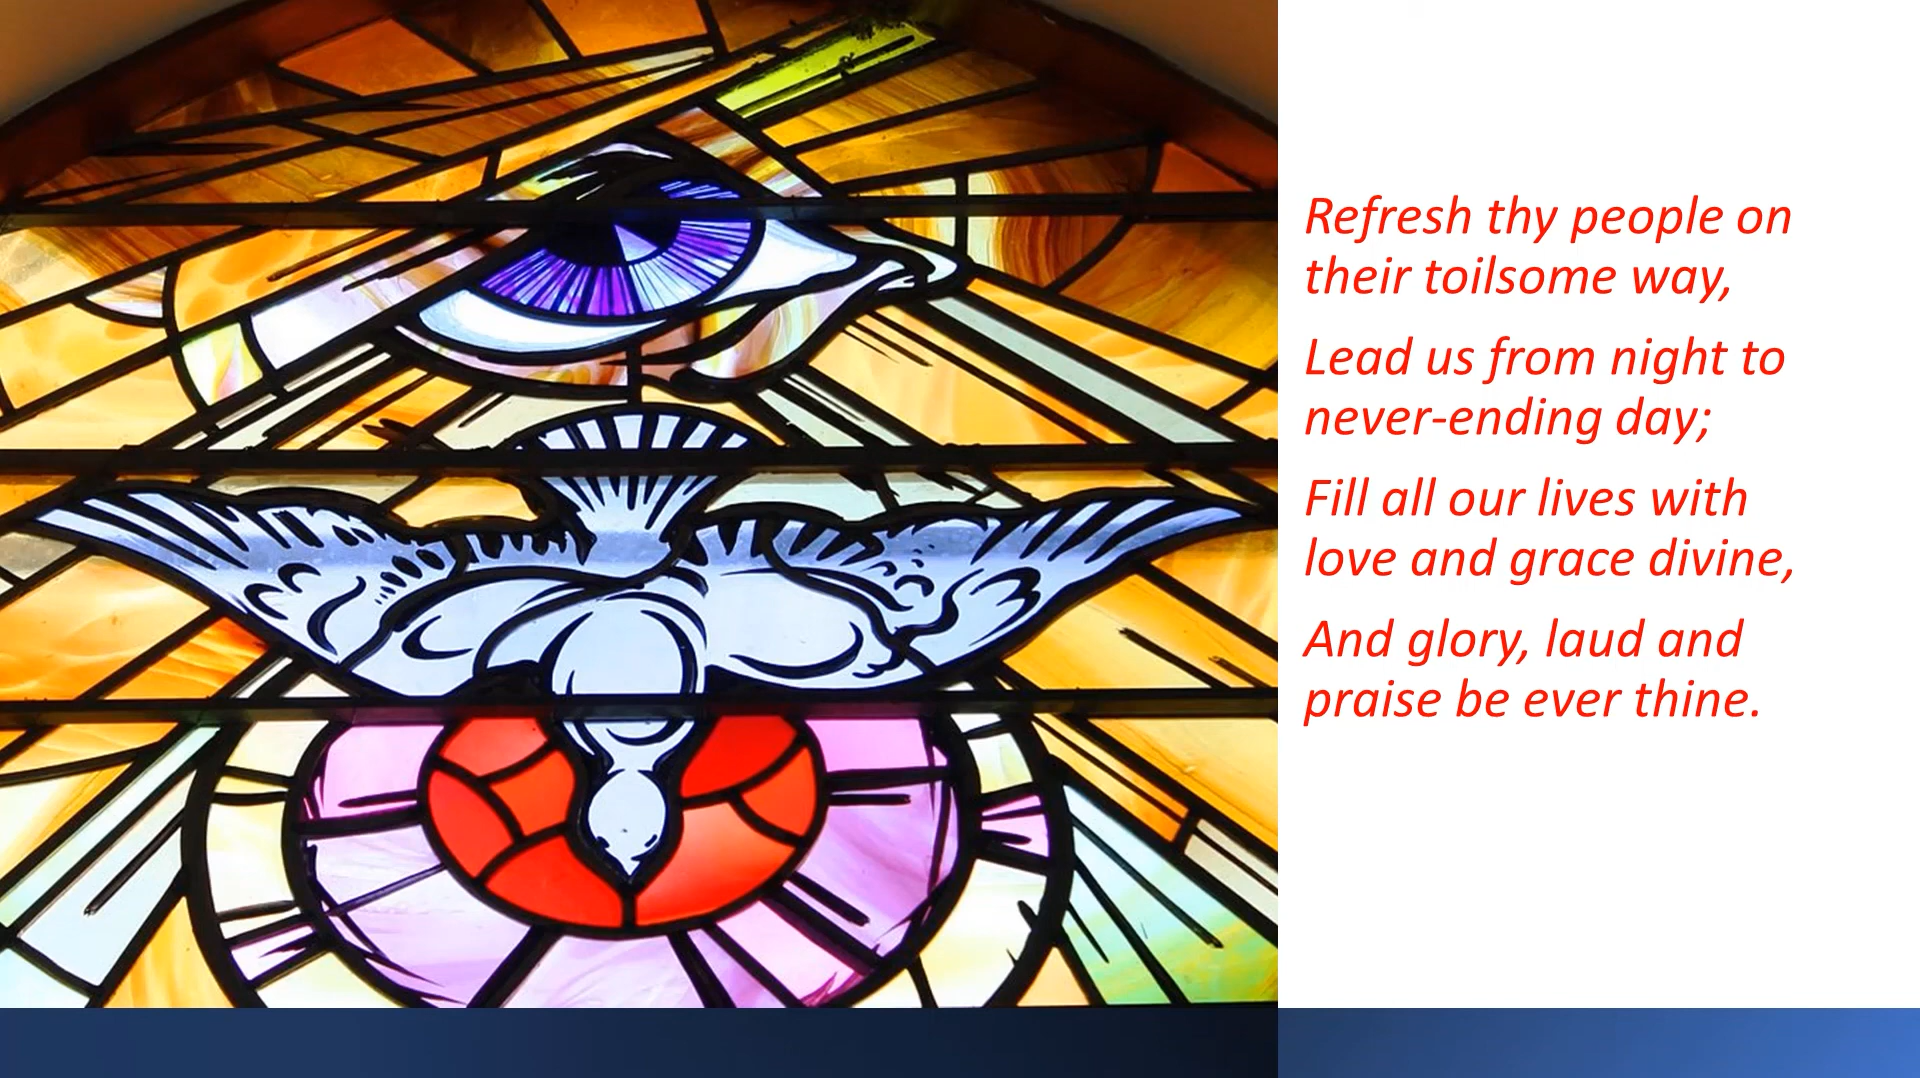 Refresh thy people on
their toilsome way,
Lead us from night to
never-ending day;
Fill all our lives with
love and grace divine,
And glory, laud and
praise be ever thine.